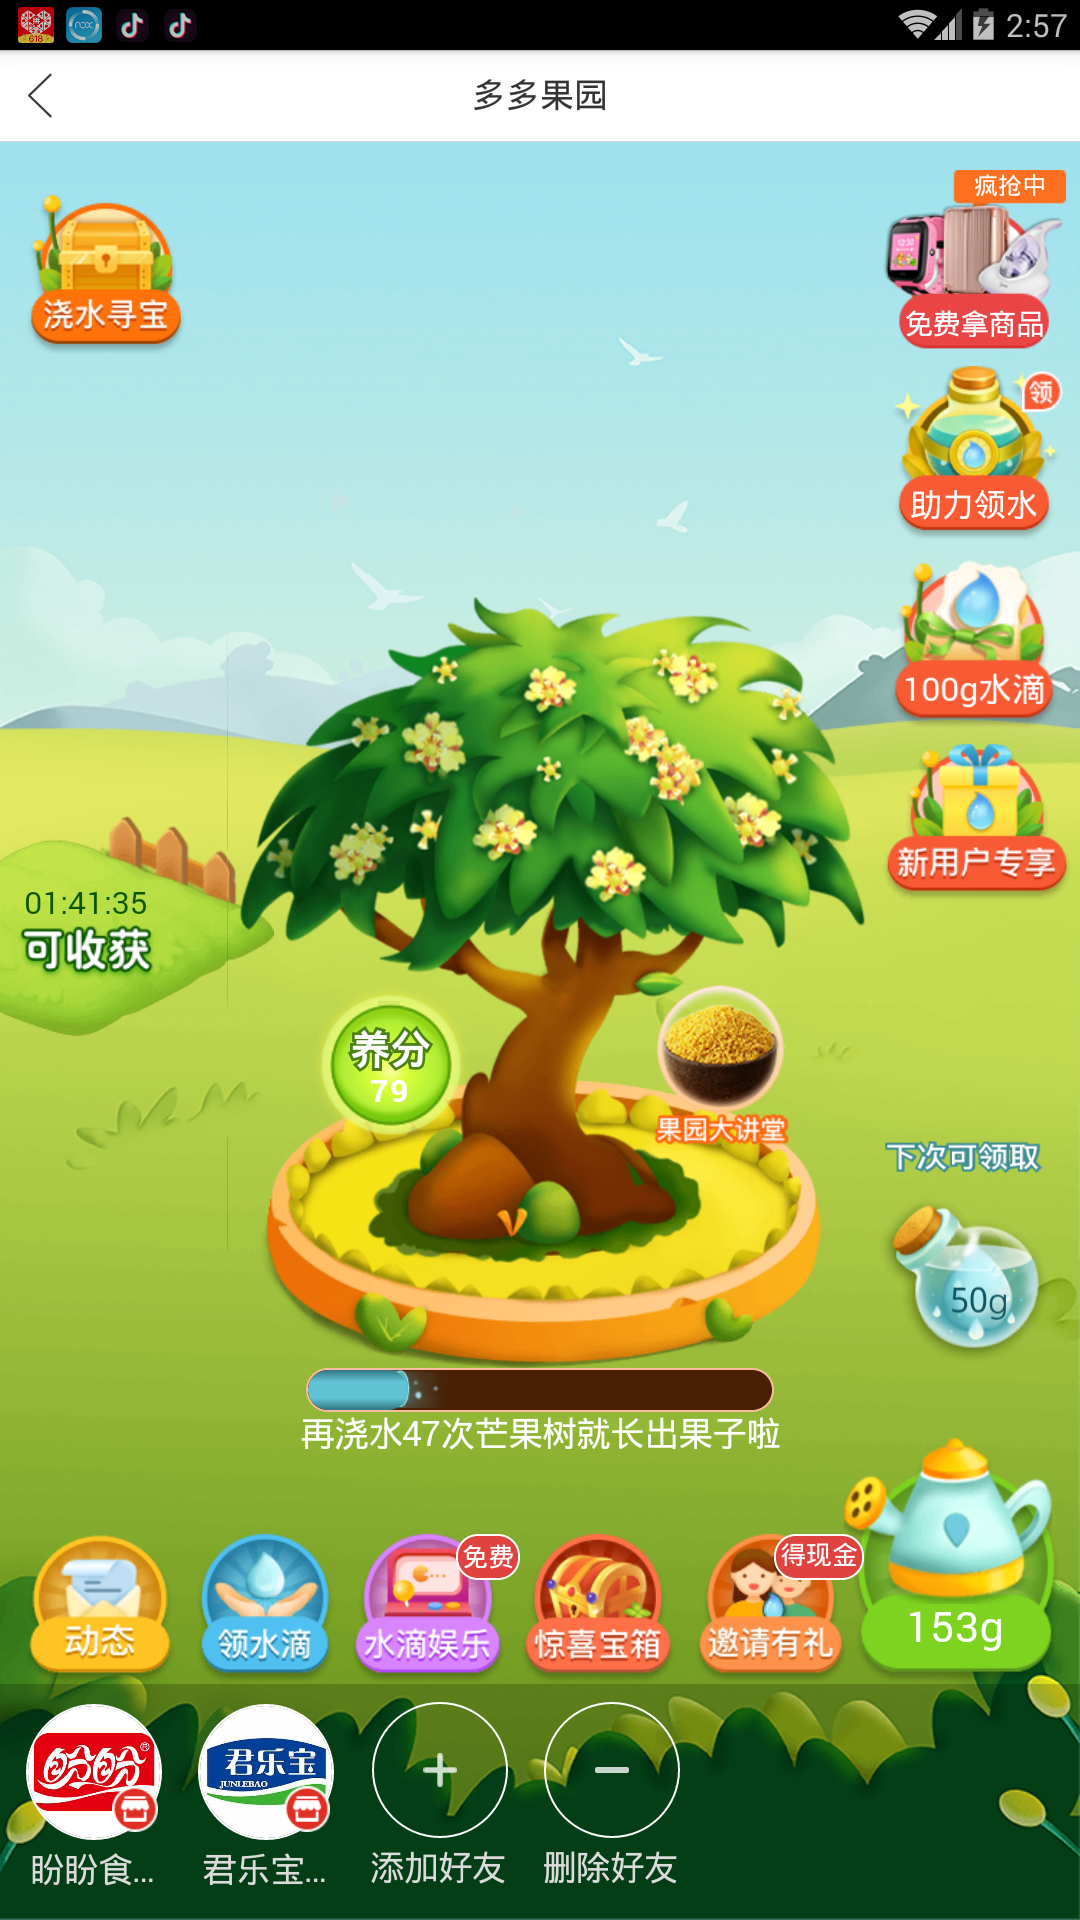 2:57
多多果园
疯抢中
浇水寻宝
免费拿商品
领
助力领水
100g水滴
新用户专享
01:41:35
可收获
养分
79
果园大讲堂
下次可领取
50g
再浇水47次芒果树就长出果子啦
免费
得现金
动态
领水滴
水滴娱乐
惊喜宝箱
邀请有礼
153g
盼盼
君乐宝
JUNLEBAO
盼盼食...
君乐宝...
添加好友
删除好友